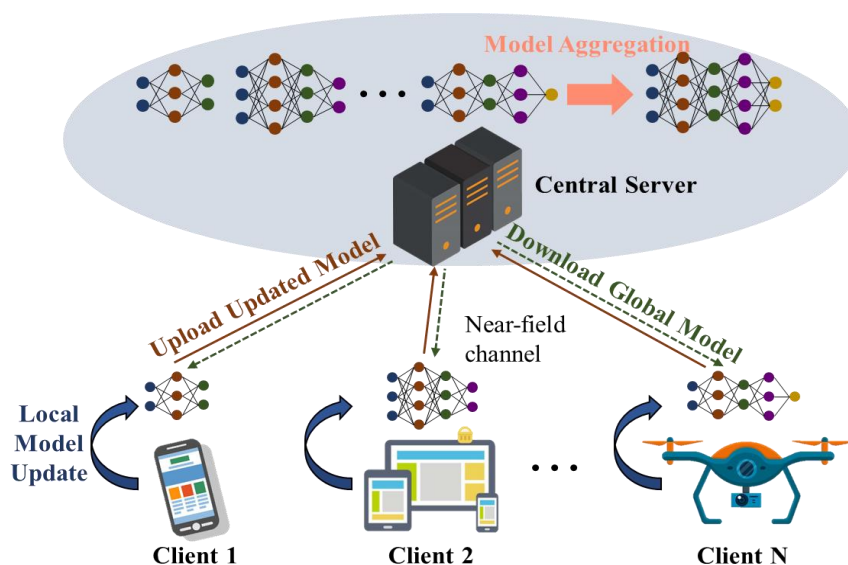 Model Aggregation
Central Server
Upload Updated Model
Download Global Model
Near-field
channel
Local
Model
Update
Client 1
Client 2
Client N